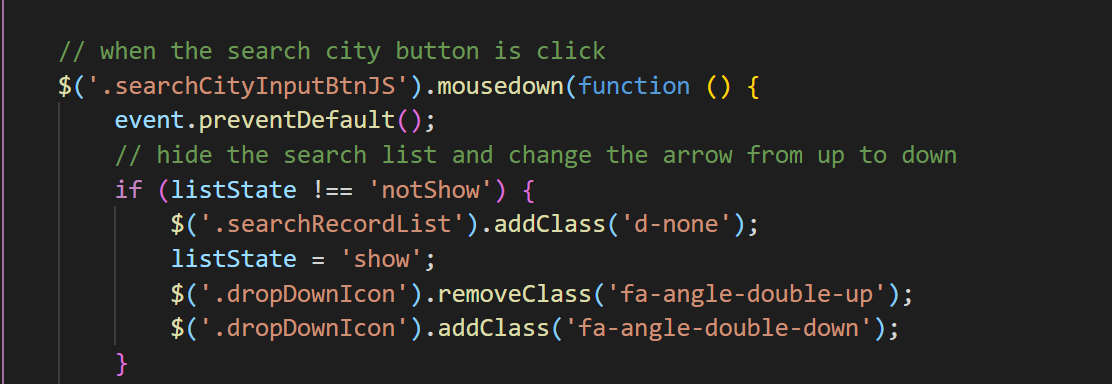 // when the search city button is click
$('.searchCityInputBtnJS').mousedown(function () {
event.preventDefault();
// hide the search list and change the arrow from up to down
if (listState !== 'notShow') {
$('.searchRecordList').addClass('d-none');
listState = 'show';
$('.dropDownIcon').removeClass('fa-angle-double-up');
$('.dropDownIcon').addClass('fa-angle-double-down');
}